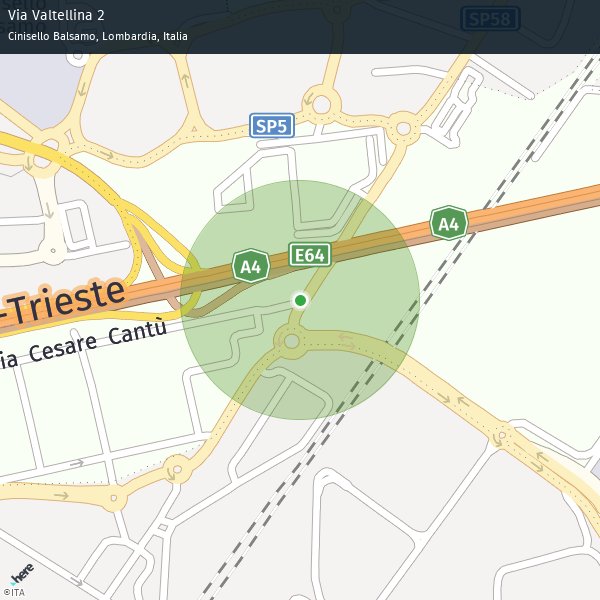 Via Valtellina 2
Cinisello Balsamo, Lombardia, Italia
SP58
SP5
A4
E64
A4
-Trieste
ia Cesare Cantù
here
©ITA